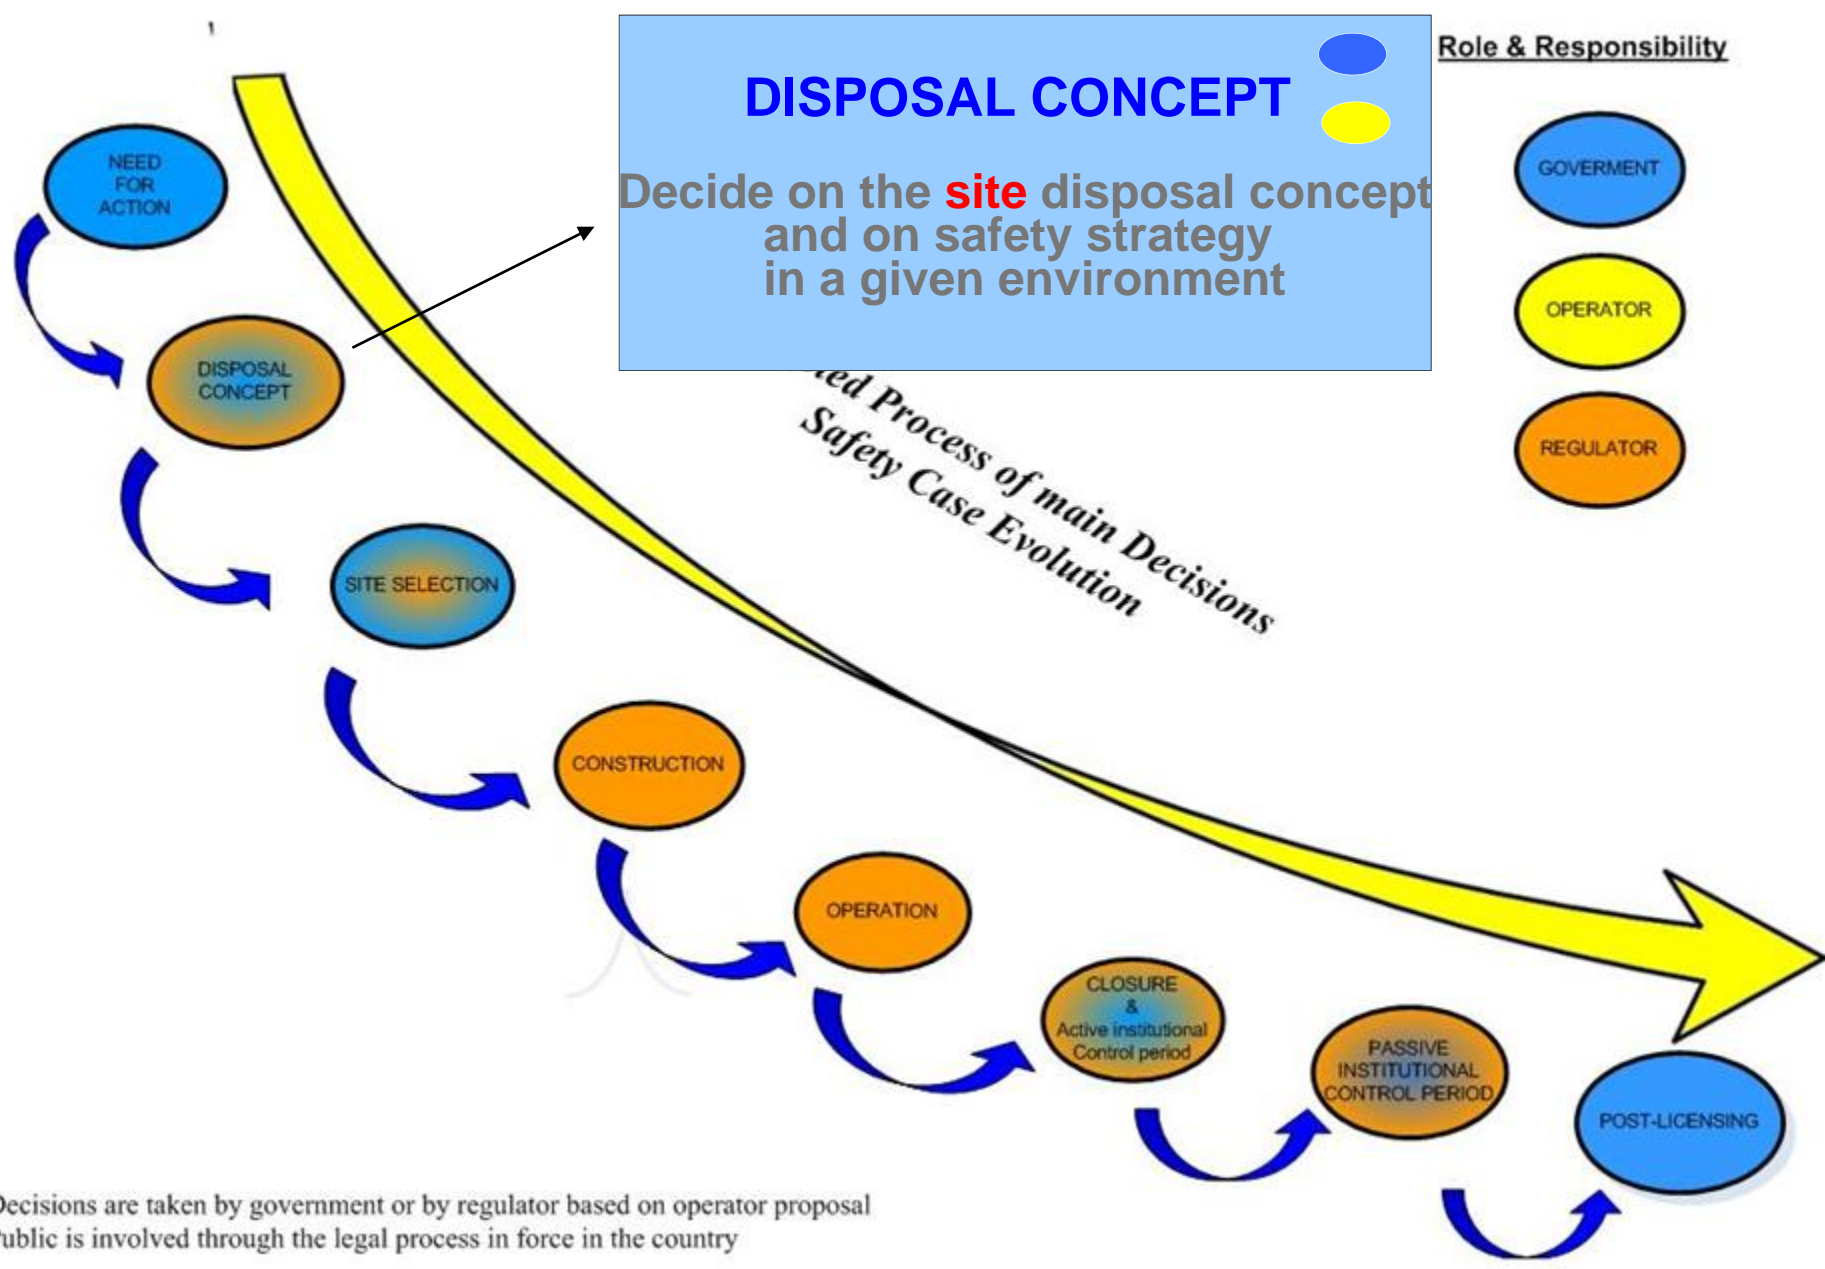 Role & Responsibility
DISPOSAL CONCEPT
Decide on the site disposal concept
and on safety strategy
in a given environment
GOVERMENT
OPERATOR
REGULATOR
NEED
FOR
ACTION
DISPOSAL
CONCEPT
Process of main Decisions
Safety Case Evolution
SITE SELECTION
CONSTRUCTION
OPERATION
CLOSURE
&
Active institutional
Control period
PASSIVE
INSTITUTIONAL
CONTROL PERIOD
POST-LICENSING
Decisions are taken by government or by regulator based on operator proposal
Public is involved through the legal process in force in the country